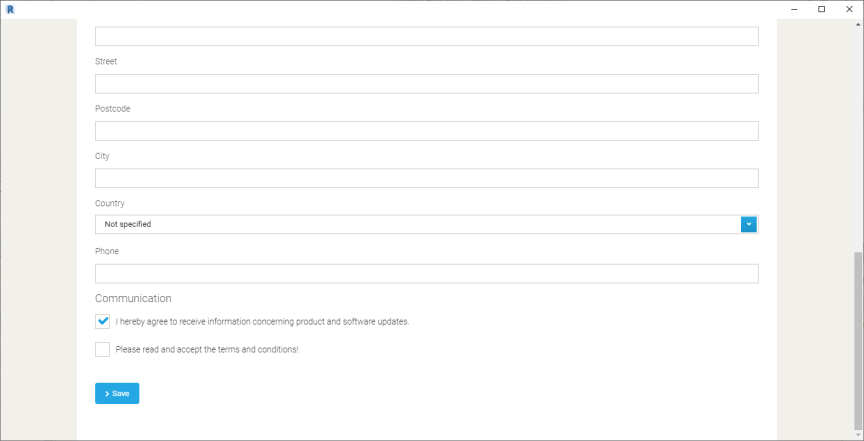 R
Street
Postcode
City
Country
Not specified
Phone
Communication
I hereby agree to receive information concerning product and software updates.
Please read and accept the terms and conditions!
Save